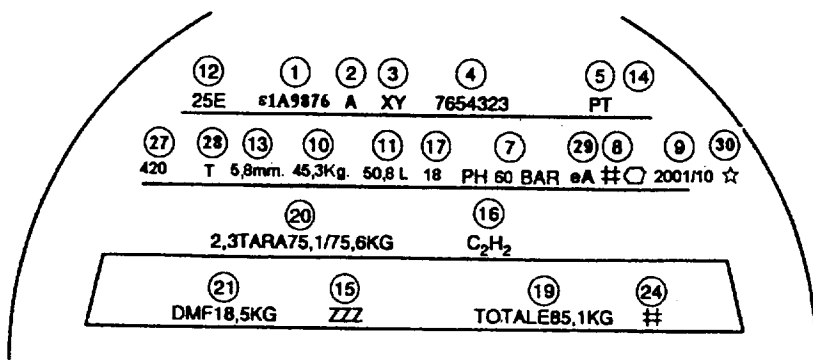 12 1 2 3 4 5 14
25E s1A9876 A XY 7654323 PT
27 28 13 10 11 17 7 29 8 9 30
420 T 5,8mm. 45,3Kg. 50,8 L 18 PH 60 BAR eA # ⬡ 2001/10 ☆
20 16
2,3TARA75,1/75,6KG C₂H₂
21 15 19 24
DMF18,5KG ZZZ TOTALE85,1KG #